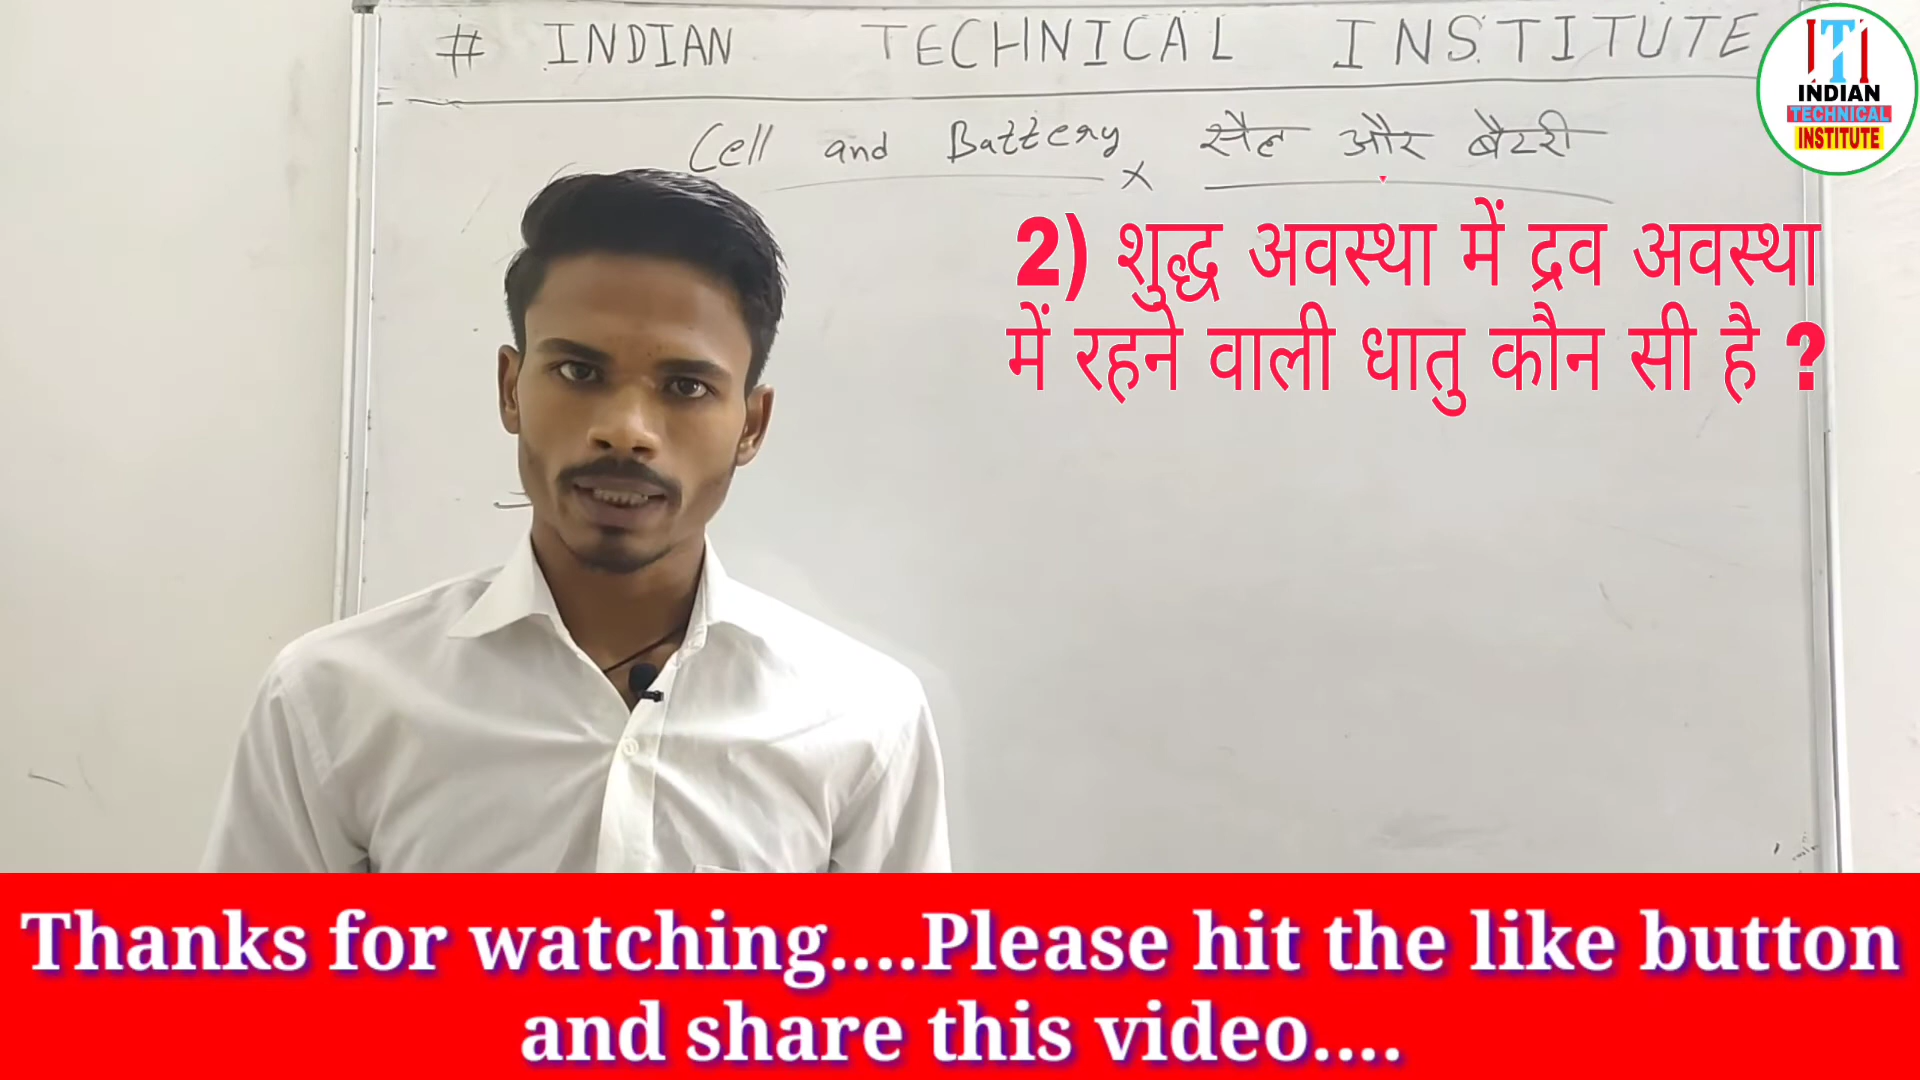 # INDIAN TECHNICAL INSTITUTE
ITI
INDIAN
TECHNICAL
INSTITUTE
Cell and Battery x सैल और बैटरी
2) शुद्ध अवस्था में द्रव अवस्था
में रहने वाली धातु कौन सी है ?
Thanks for watching....Please hit the like button
and share this video....